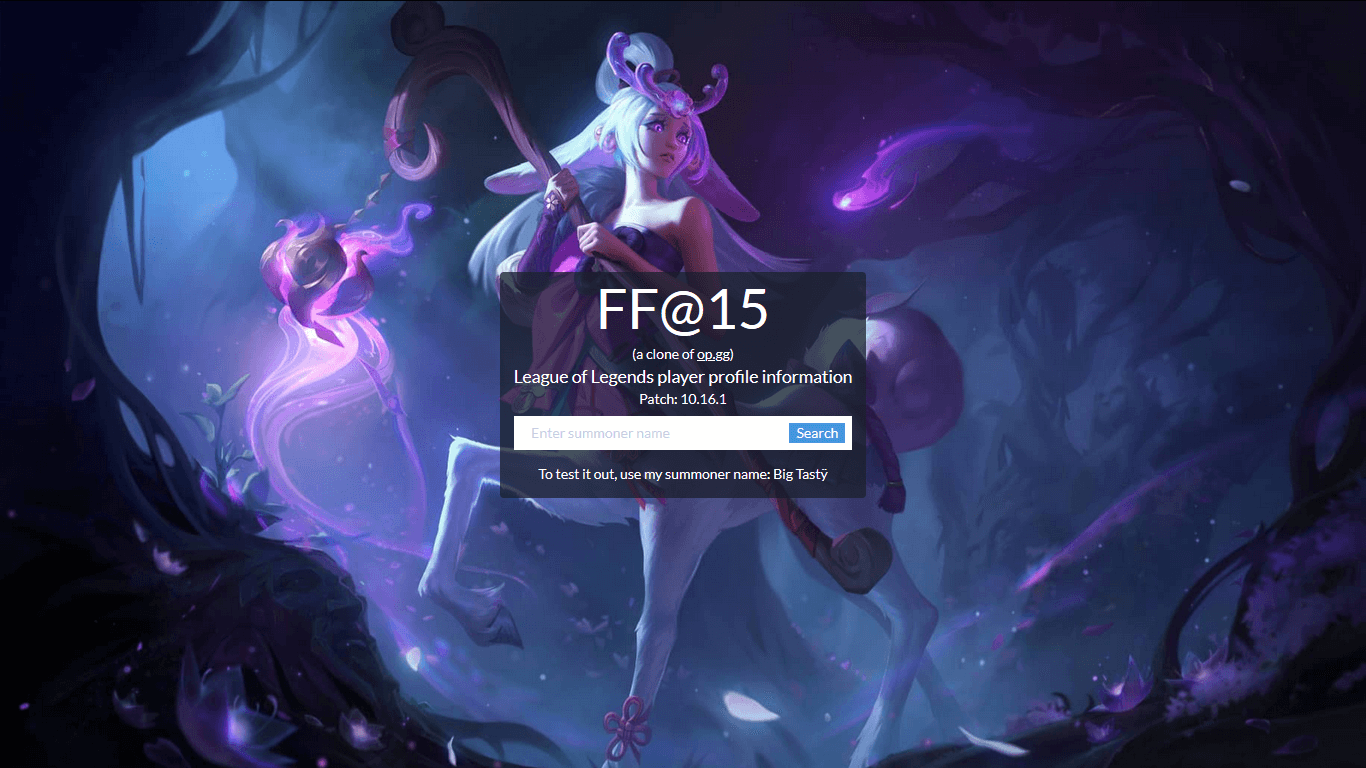 FF@15
(a clone of op.gg)
League of Legends player profile information
Patch: 10.16.1
Enter summoner name Search
To test it out, use my summoner name: Big Tastÿ